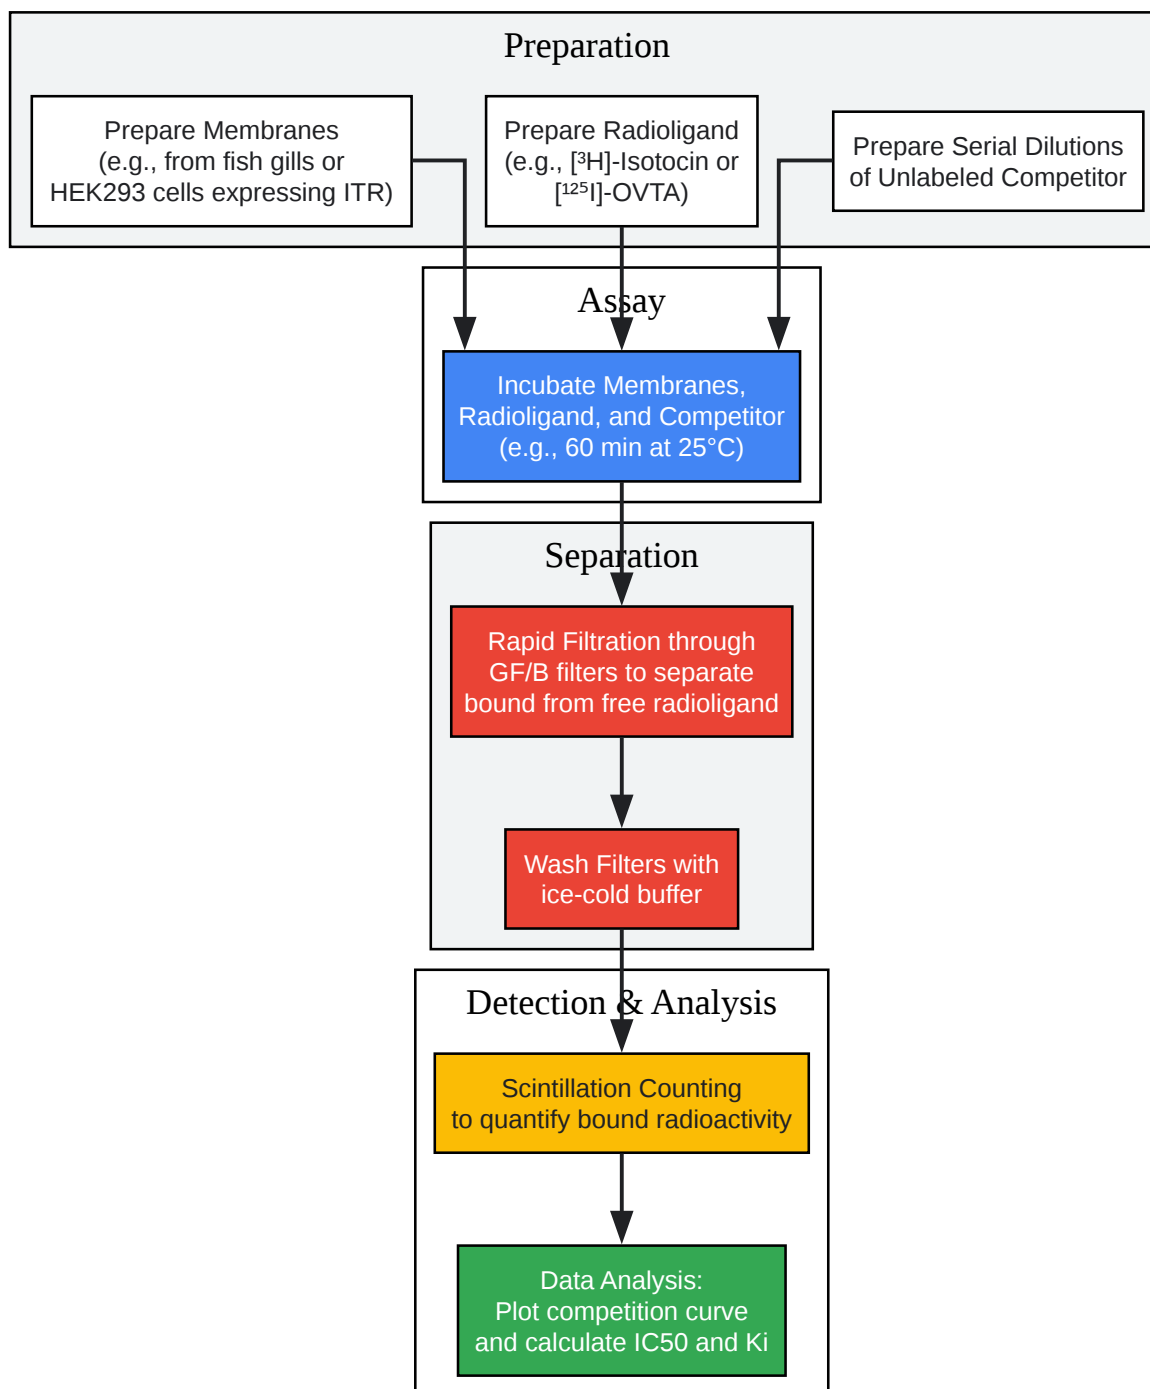 Preparation
Prepare Membranes
(e.g., from fish gills or
HEK293 cells expressing ITR)
Prepare Radioligand
(e.g., [³H]-Isotocin or
[¹²⁵I]-OVTA)
Prepare Serial Dilutions
of Unlabeled Competitor
Assay
Incubate Membranes,
Radioligand, and Competitor
(e.g., 60 min at 25°C)
Separation
Rapid Filtration through
GF/B filters to separate
bound from free radioligand
Wash Filters with
ice-cold buffer
Detection & Analysis
Scintillation Counting
to quantify bound radioactivity
Data Analysis:
Plot competition curve
and calculate IC50 and Ki